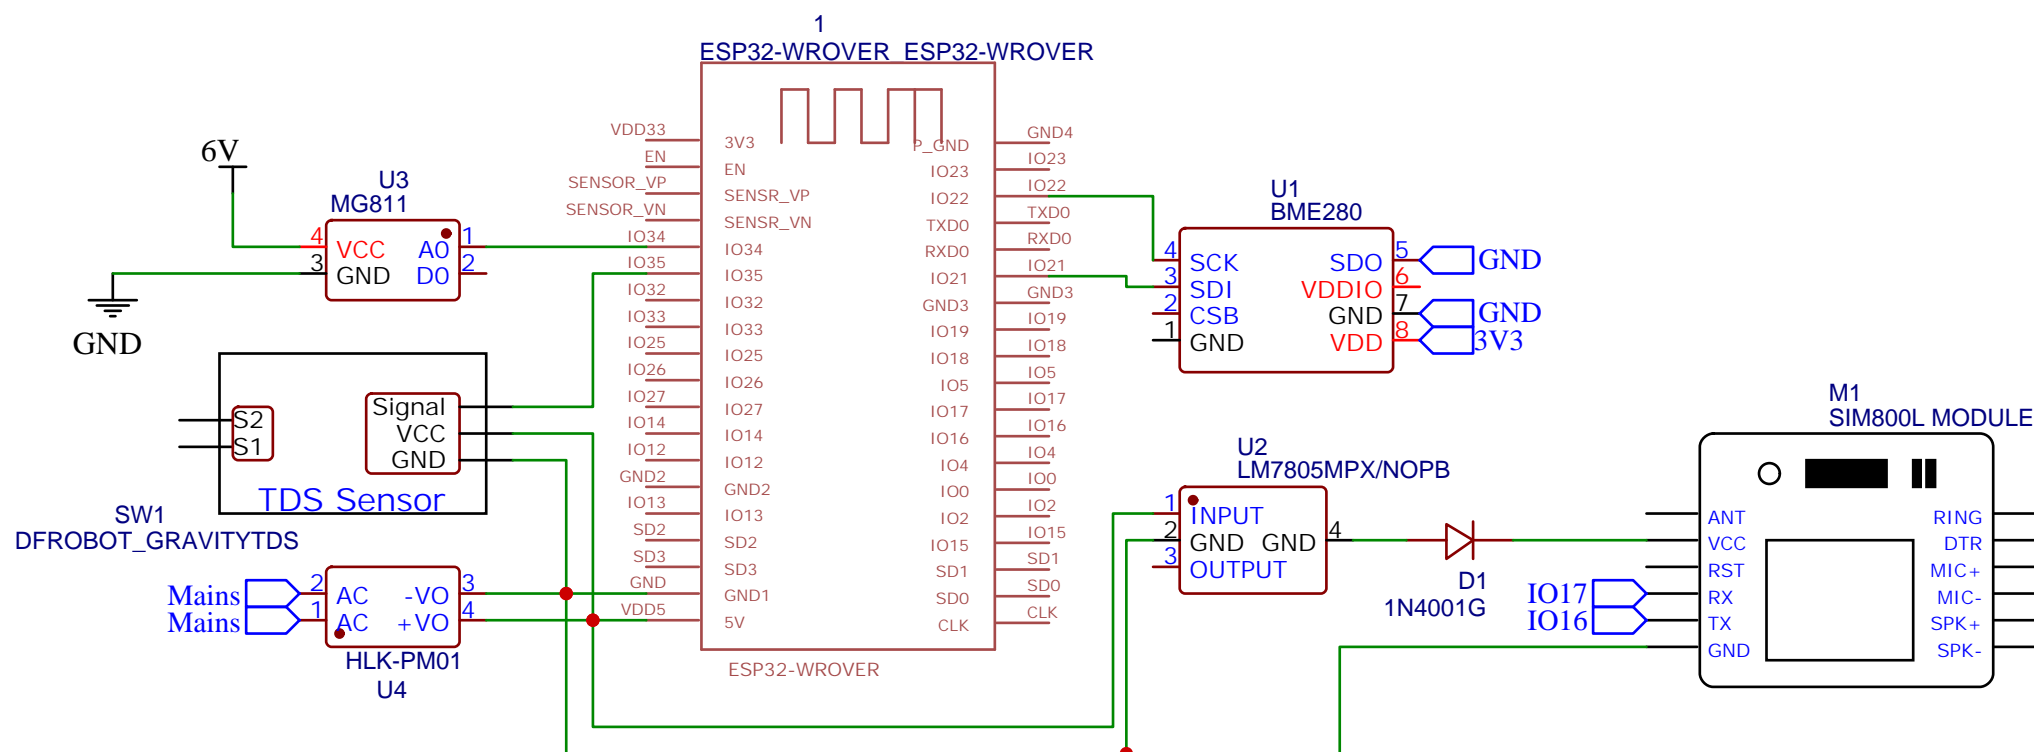 1
ESP32-WROVER ESP32-WROVER
VDD33
EN
SENSOR_VP
SENSOR_VN
IO34
IO35
IO32
IO33
IO25
IO26
IO27
IO14
IO12
GND2
IO13
SD2
SD3
GND
VDD5
3V3
EN
SENSR_VP
SENSR_VN
IO34
IO35
IO32
IO33
IO25
IO26
IO27
IO14
IO12
GND2
IO13
SD2
SD3
GND1
5V
P_GND
IO23
IO22
TXD0
RXD0
IO21
GND3
IO19
IO18
IO5
IO17
IO16
IO4
IO0
IO2
IO15
SD1
SD0
CLK
GND4
IO23
IO22
TXD0
RXD0
IO21
GND3
IO19
IO18
IO5
IO17
IO16
IO4
IO0
IO2
IO15
SD1
SD0
CLK
ESP32-WROVER
6V
U3
MG811
4 VCC A0 1
3 GND D0 2
GND
S2
S1
Signal
VCC
GND
TDS Sensor
SW1
DFROBOT_GRAVITYTDS
Mains 2 AC -VO 3
Mains 1 AC +VO 4
HLK-PM01
U4
U1
BME280
4 SCK SDO 5 GND
3 SDI VDDIO 6
2 CSB GND 7 GND
1 GND VDD 8 3V3
U2
LM7805MPX/NOPB
1 INPUT
2 GND GND 4
3 OUTPUT
D1
1N4001G
M1
SIM800L MODULE
ANT RING
VCC DTR
RST MIC+
IO17 RX MIC-
IO16 TX SPK+
GND SPK-